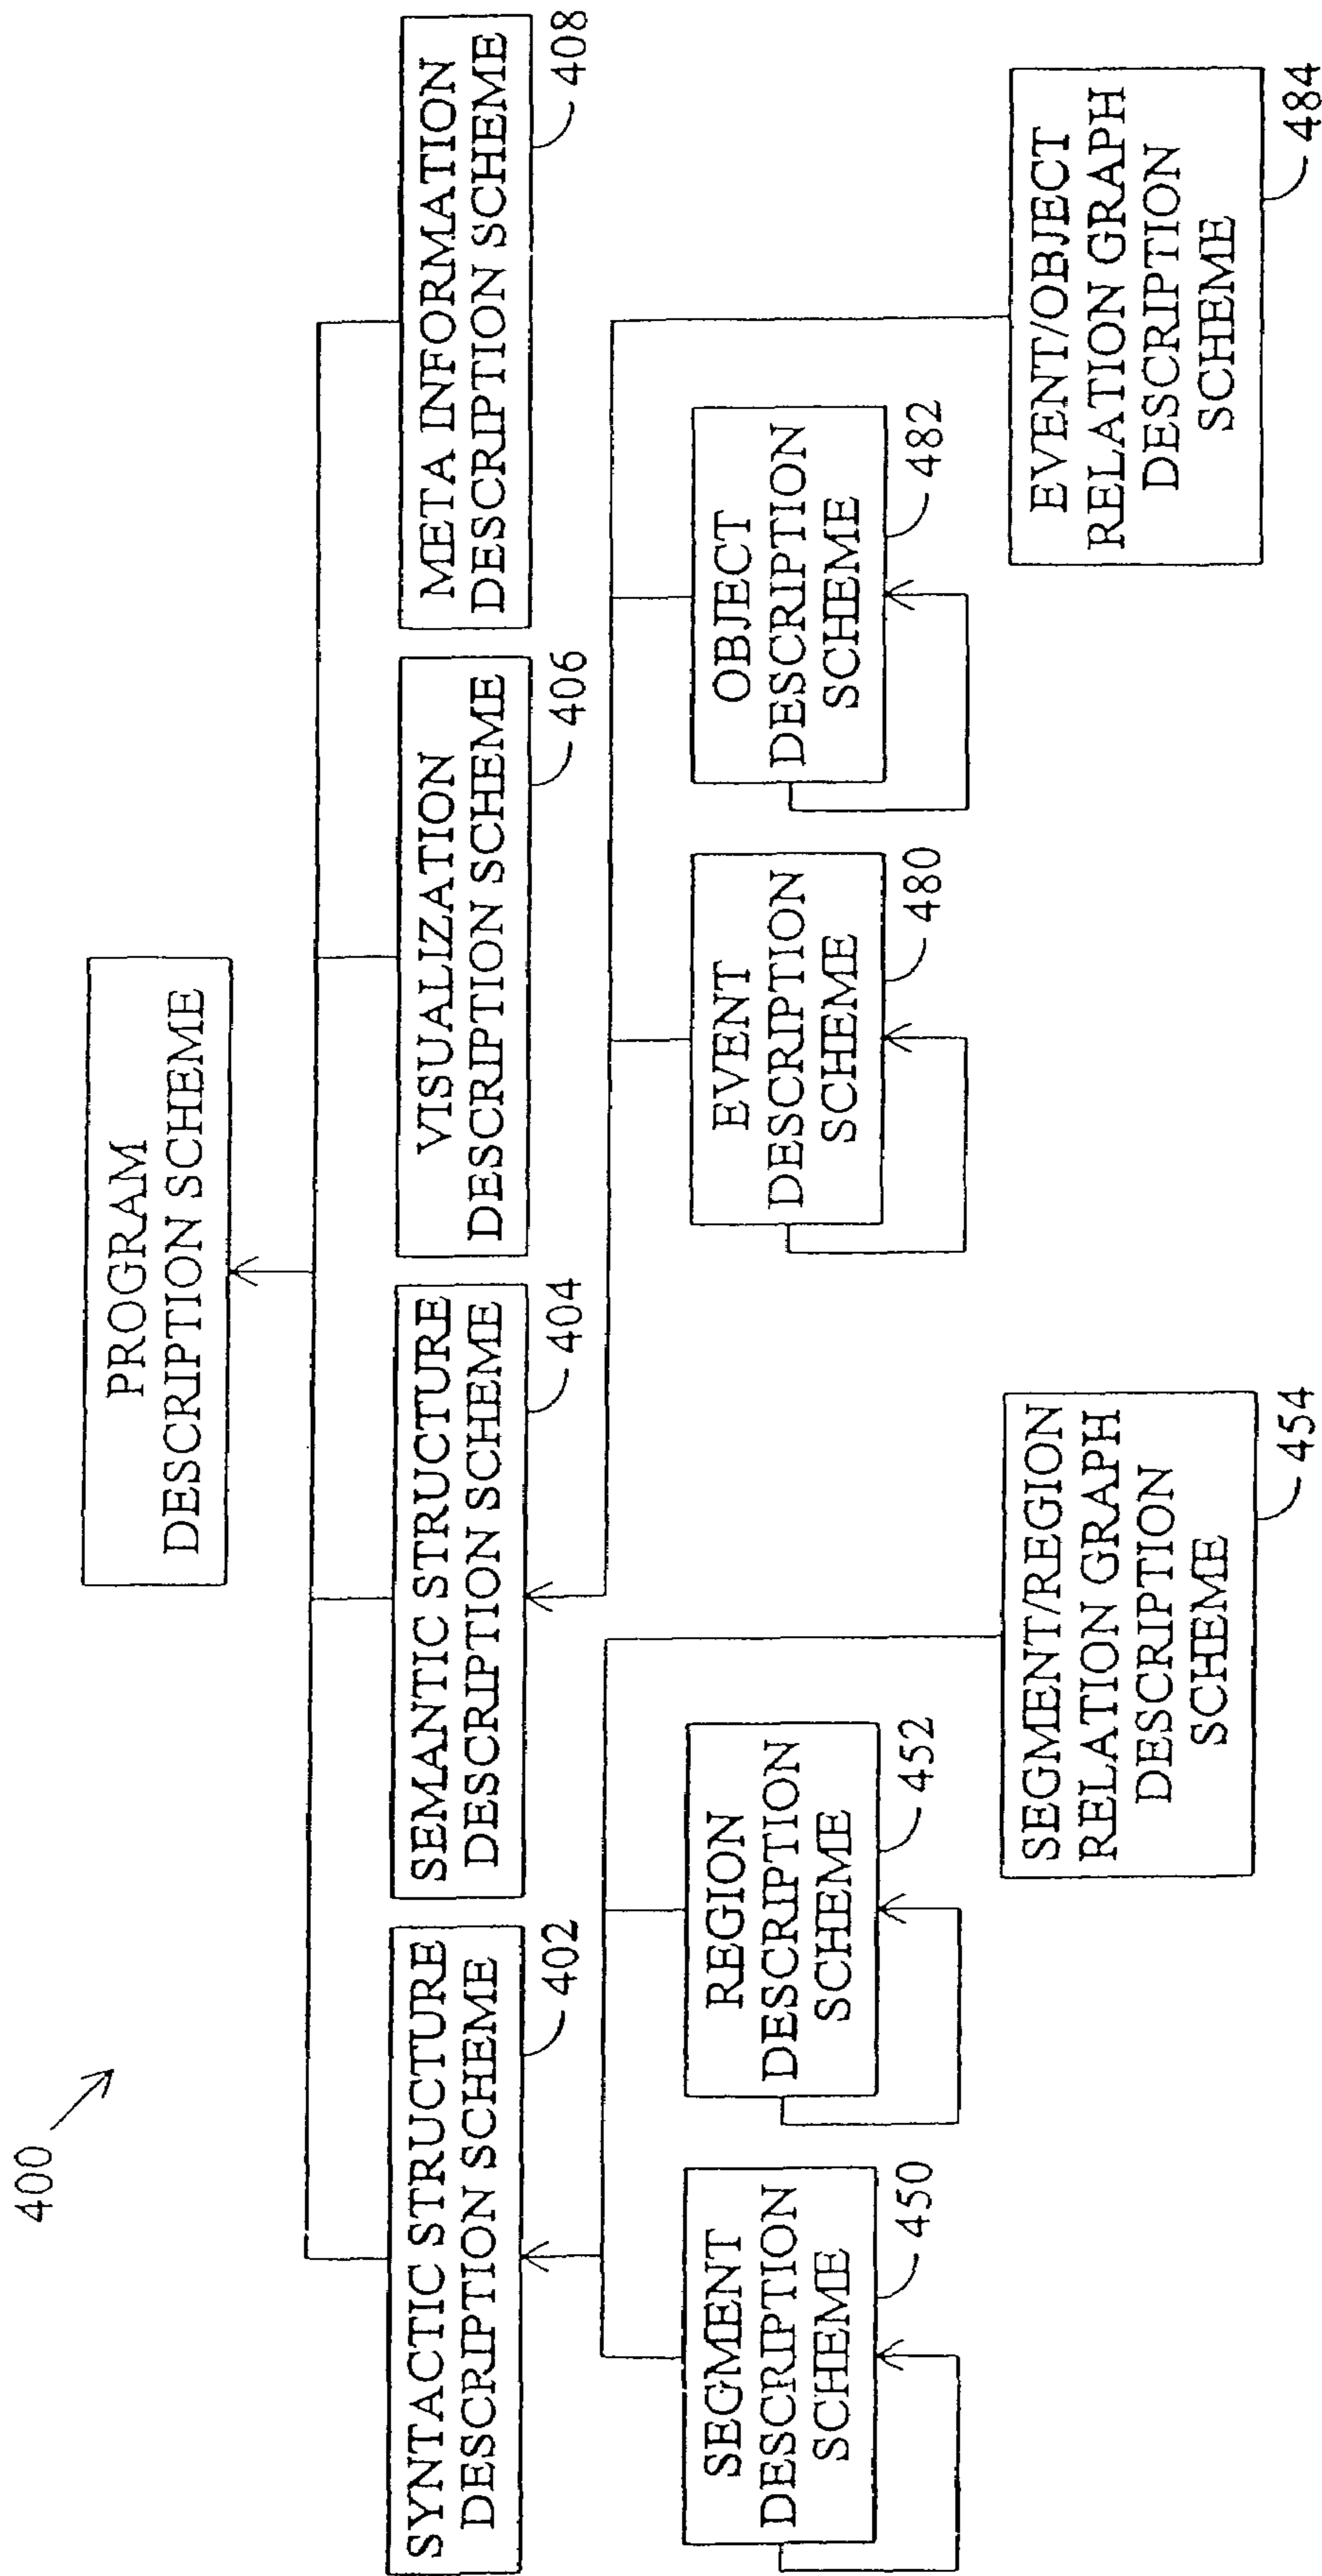 400
PROGRAM
DESCRIPTION SCHEME
SYNTACTIC STRUCTURE
DESCRIPTION SCHEME
402
SEMANTIC STRUCTURE
DESCRIPTION SCHEME
404
VISUALIZATION
DESCRIPTION SCHEME
406
META INFORMATION
DESCRIPTION SCHEME
408
SEGMENT
DESCRIPTION
SCHEME
450
REGION
DESCRIPTION
SCHEME
452
SEGMENT/REGION
RELATION GRAPH
DESCRIPTION
SCHEME
454
EVENT
DESCRIPTION
SCHEME
480
OBJECT
DESCRIPTION
SCHEME
482
EVENT/OBJECT
RELATION GRAPH
DESCRIPTION
SCHEME
484